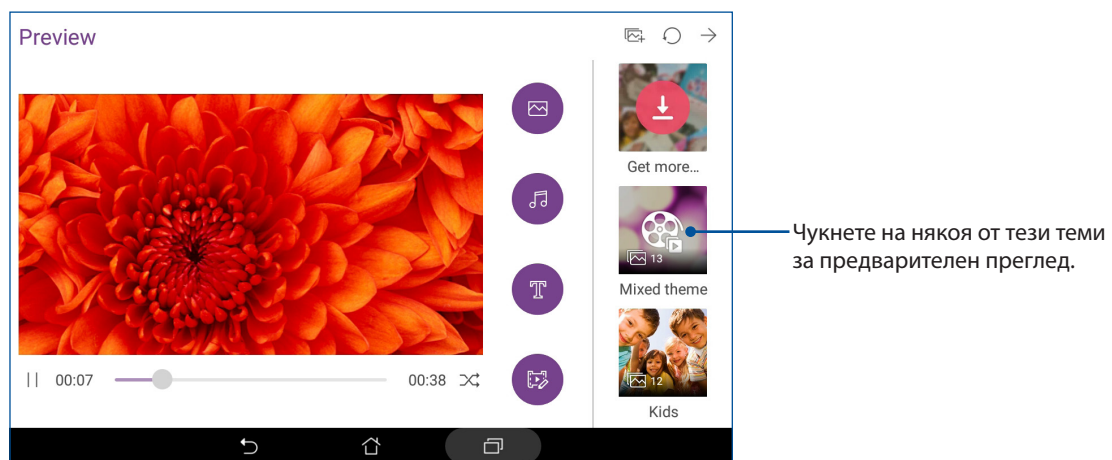 Preview
Get more…
13
Mixed theme
Чукнете на някоя от тези теми
за предварителен преглед.
12
Kids
00:07
00:38